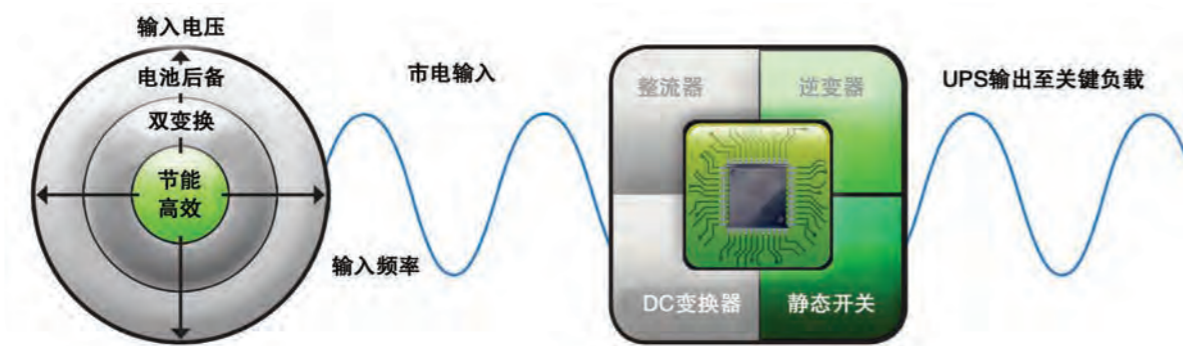 输入电压
电池后备
双变换
节能
高效
输入频率
市电输入
整流器
逆变器
DC变换器
静态开关
UPS输出至关键负载